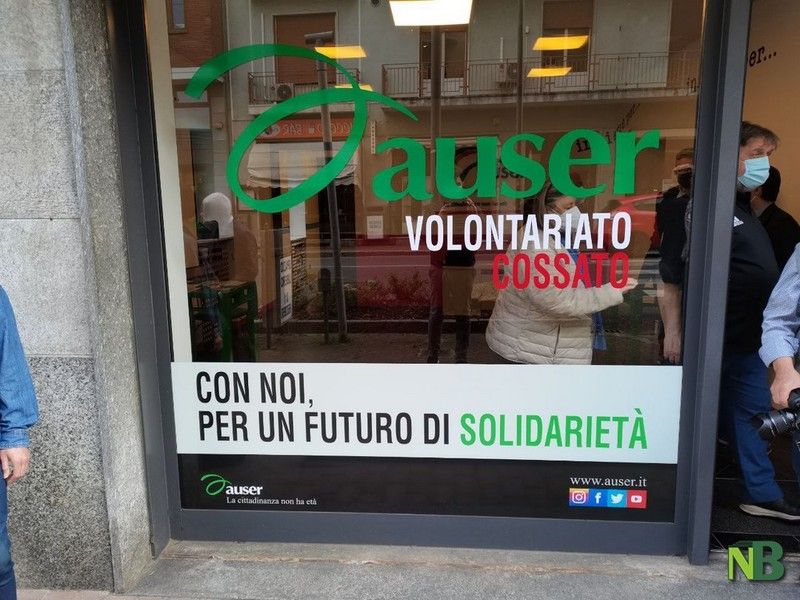 auser
VOLONTARIATO
COSSATO
CON NOI,
PER UN FUTURO DI SOLIDARIETÀ
auser
La cittadinanza non ha età
www.auser.it
NB